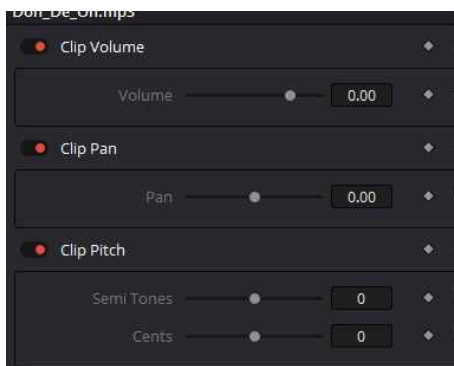 Clip Volume
Volume 0.00
Clip Pan
Pan 0.00
Clip Pitch
Semi Tones 0
Cents 0